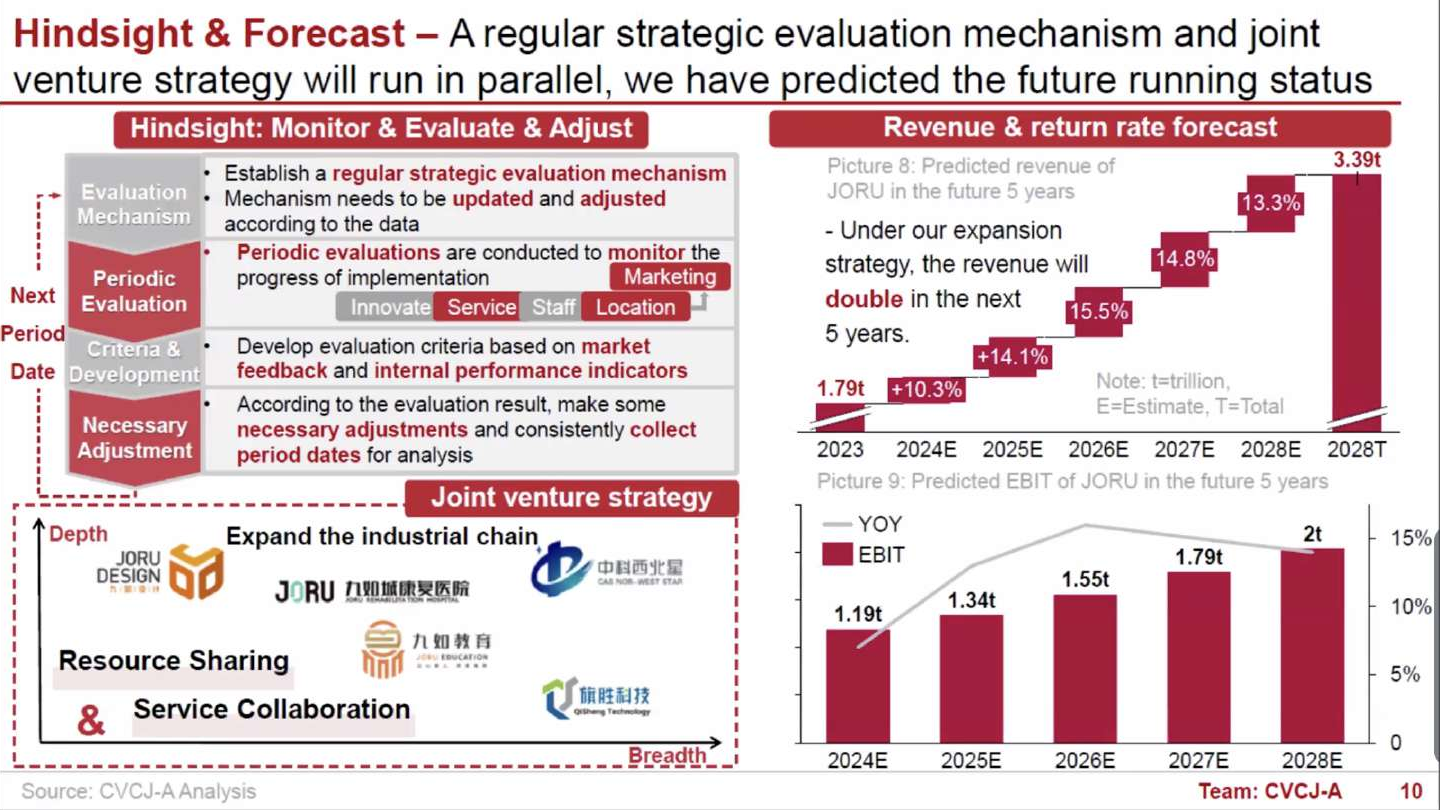 Hindsight & Forecast – A regular strategic evaluation mechanism and joint
venture strategy will run in parallel, we have predicted the future running status
Hindsight: Monitor & Evaluate & Adjust
Evaluation
Mechanism
• Establish a regular strategic evaluation mechanism
• Mechanism needs to be updated and adjusted
according to the data
Periodic
Evaluation
• Periodic evaluations are conducted to monitor the
progress of implementation
Marketing
Innovate Service Staff Location
Criteria &
Development
• Develop evaluation criteria based on market
feedback and internal performance indicators
Necessary
Adjustment
• According to the evaluation result, make some
necessary adjustments and consistently collect
period dates for analysis
Next
Period
Date
Joint venture strategy
Depth
Expand the industrial chain
JORU
DESIGN
JORU 九如城康复医院
JORU REHABILITATION HOSPITAL
中科西北星
CAS NOR-WEST STAR
九如教育
JORU EDUCATION
旗胜科技
QiSheng Technology
Resource Sharing
&
Service Collaboration
Breadth
Revenue & return rate forecast
Picture 8: Predicted revenue of
JORU in the future 5 years
- Under our expansion
strategy, the revenue will
double in the next
5 years.
1.79t
+10.3%
+14.1%
15.5%
14.8%
13.3%
3.39t
Note: t=trillion,
E=Estimate, T=Total
2023 2024E 2025E 2026E 2027E 2028E 2028T
Picture 9: Predicted EBIT of JORU in the future 5 years
YOY
EBIT
1.19t
1.34t
1.55t
1.79t
2t
15%
10%
5%
0
2024E 2025E 2026E 2027E 2028E
Source: CVCJ-A Analysis
Team: CVCJ-A
10